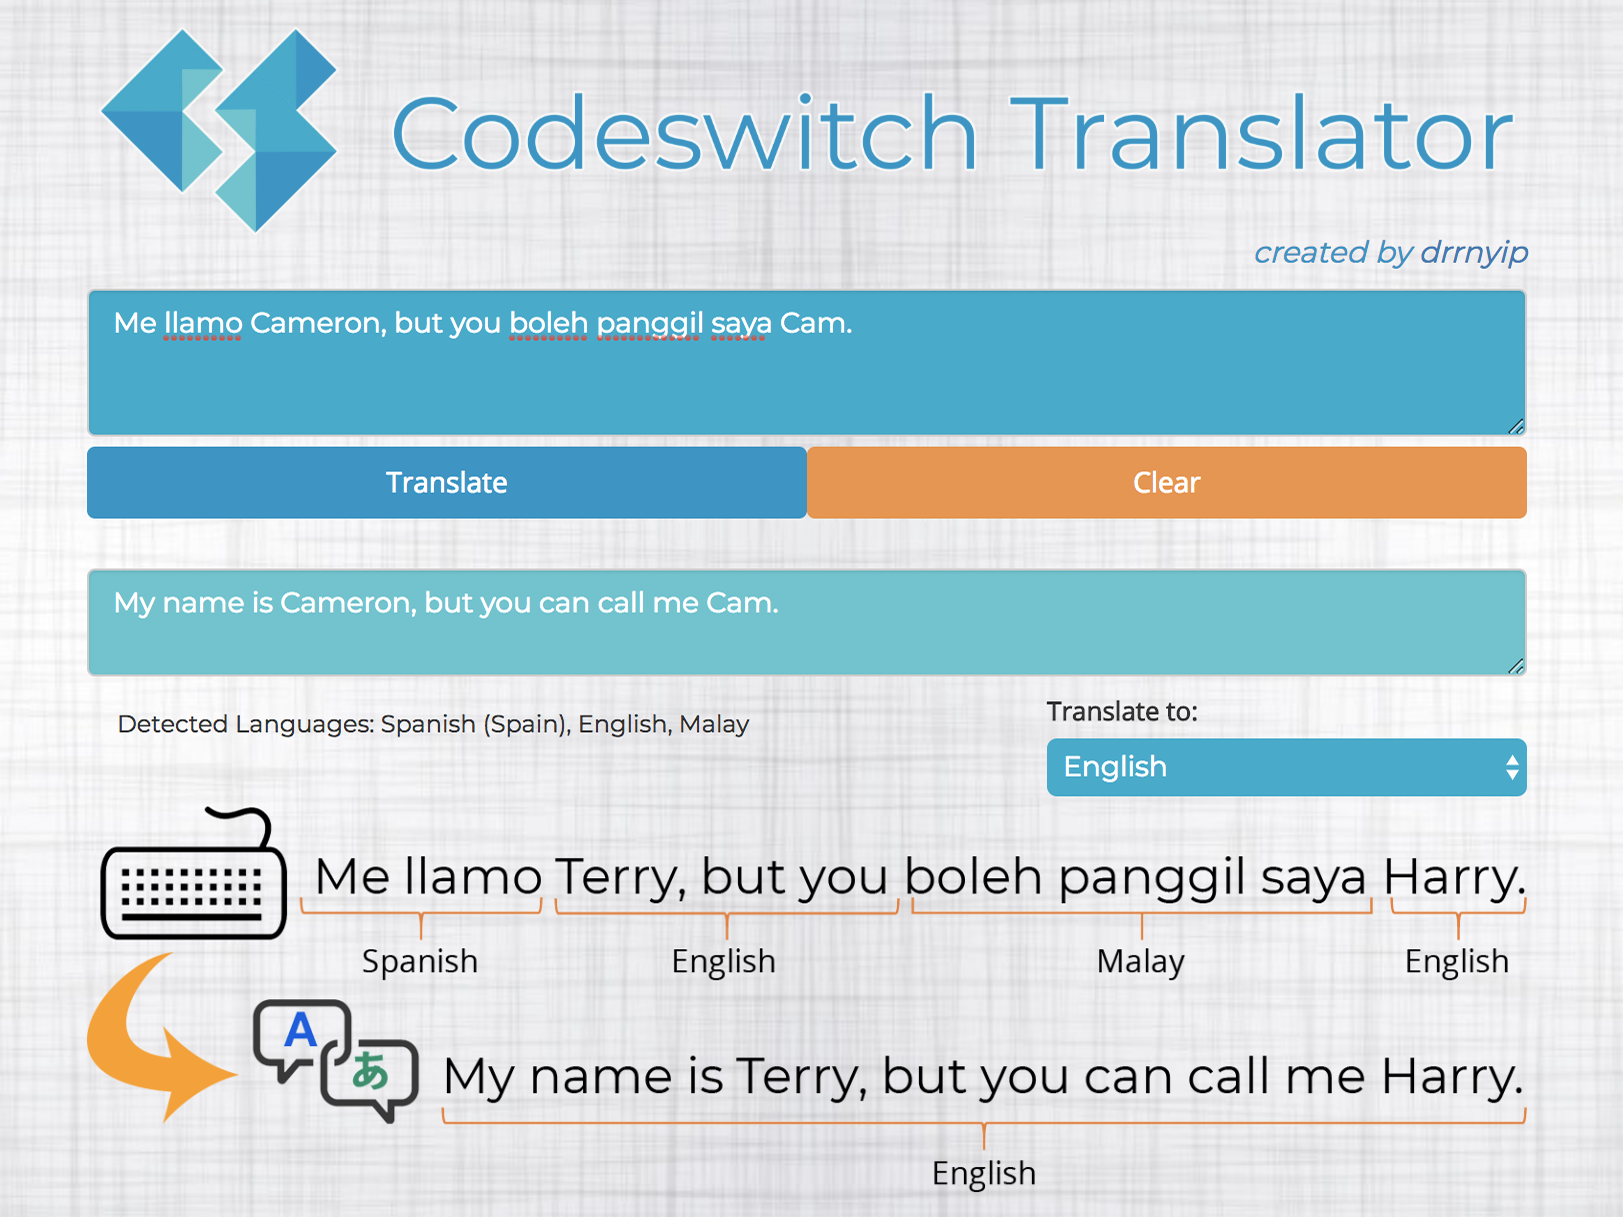 Codeswitch Translator
created by drrnyip
Me llamo Cameron, but you boleh panggil saya Cam.
Translate
Clear
My name is Cameron, but you can call me Cam.
Detected Languages: Spanish (Spain), English, Malay
Translate to:
English
Me llamo Terry, but you boleh panggil saya Harry.
Spanish English Malay English
A
あ
My name is Terry, but you can call me Harry.
English